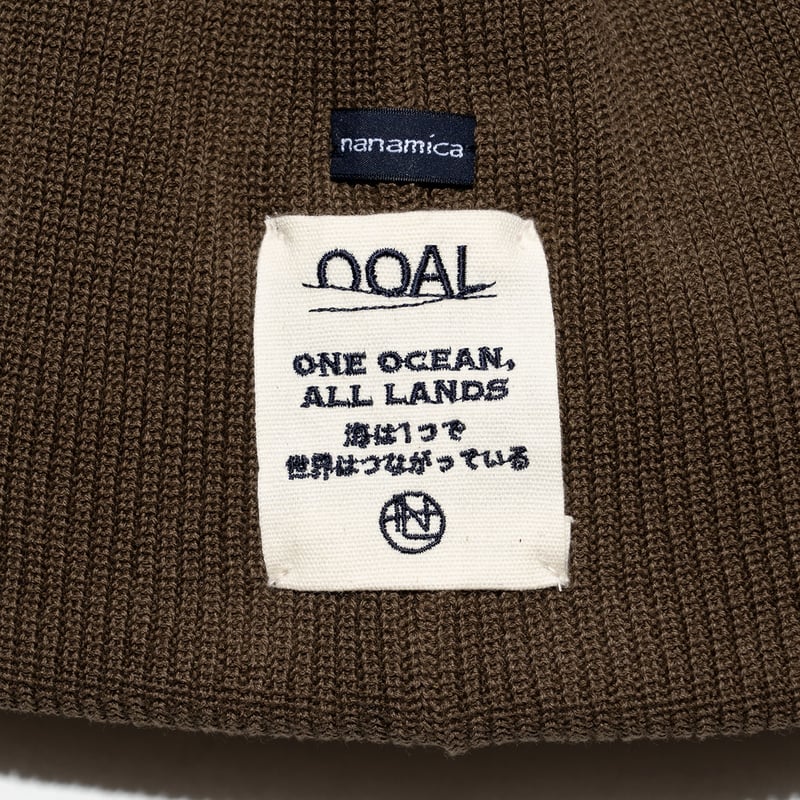 nanamica
OOAL
ONE OCEAN,
ALL LANDS
海は1つで
世界はつながっている